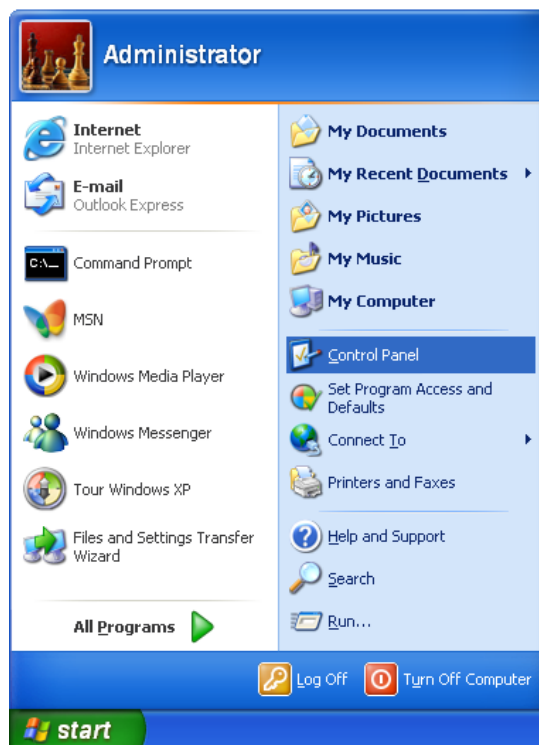 Administrator
Internet
Internet Explorer
E-mail
Outlook Express
C:\_
Command Prompt
MSN
Windows Media Player
Windows Messenger
Tour Windows XP
Files and Settings Transfer
Wizard
All Programs
My Documents
My Recent Documents
My Pictures
My Music
My Computer
Control Panel
Set Program Access and
Defaults
Connect To
Printers and Faxes
Help and Support
Search
Run...
Log Off
Turn Off Computer
start